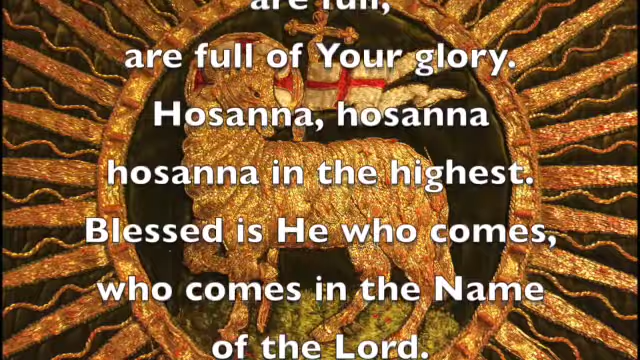 are full,
are full of Your glory.
Hosanna, hosanna
hosanna in the highest.
Blessed is He who comes,
who comes in the Name
of the Lord.